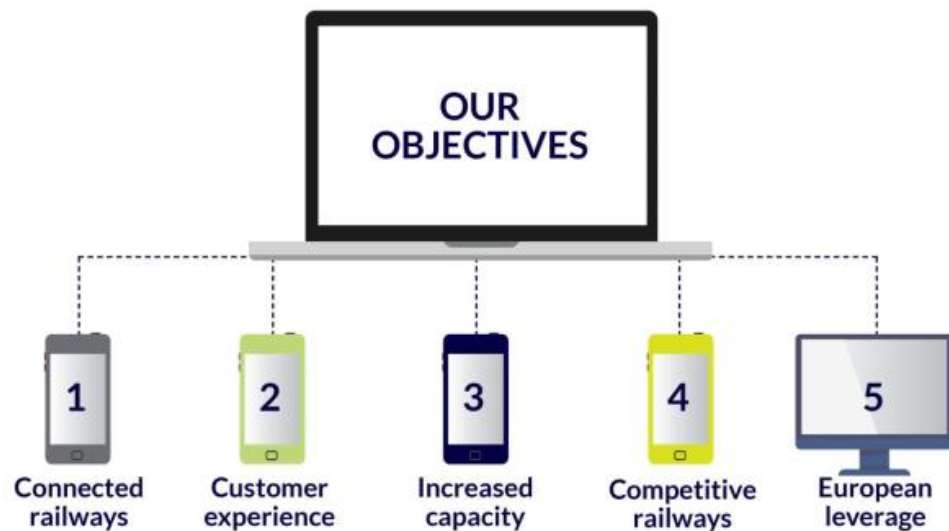 OUR
OBJECTIVES
1
2
3
4
5
Connected
railways
Customer
experience
Increased
capacity
Competitive
railways
European
leverage